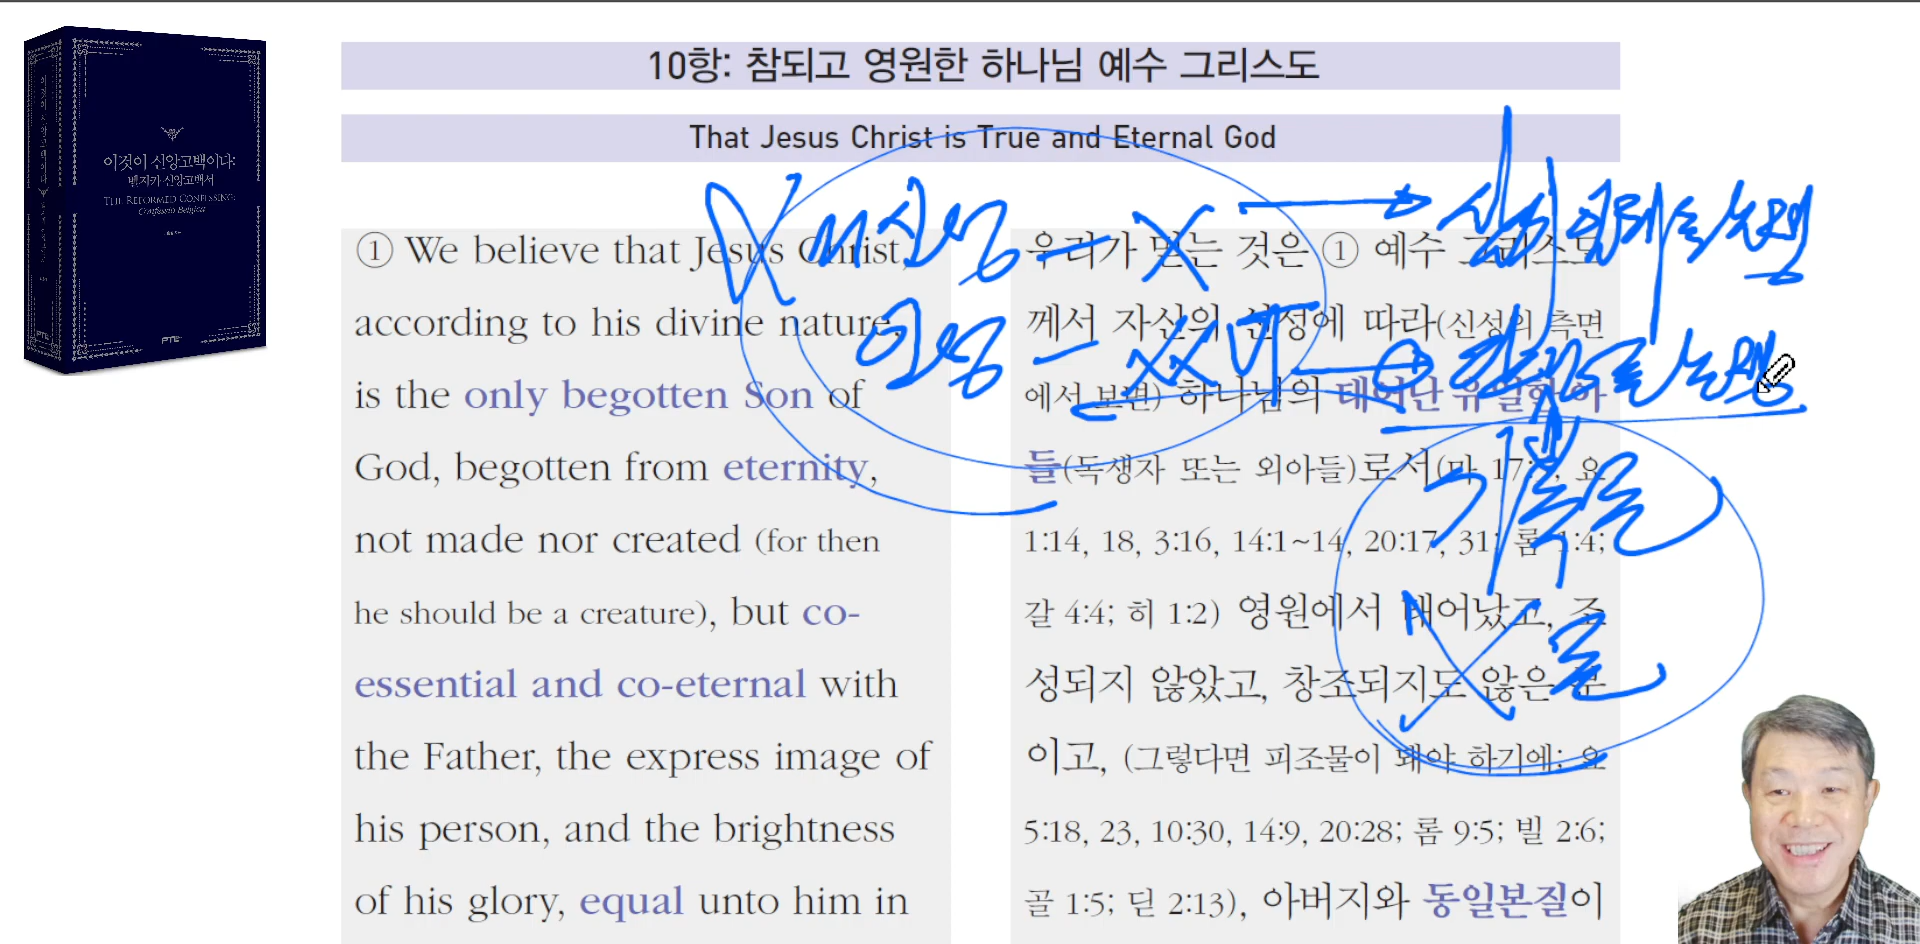 이것이 신앙고백이다:
벨지카 신앙고백서
THE REFORMED CONFESSING:
Confessio Belgica
10항: 참되고 영원한 하나님 예수 그리스도
That Jesus Christ is True and Eternal God
① We believe that Jesus Christ,
according to his divine nature,
is the only begotten Son of
God, begotten from eternity,
not made nor created (for then
he should be a creature), but co-
essential and co-eternal with
the Father, the express image of
his person, and the brightness
of his glory, equal unto him in
우리가 믿는 것은 ① 예수 그리스도
께서 자신의 신성에 따라(신성의 측면
에서 보면) 하나님의 태어난 유일한 아
들(독생자 또는 외아들)로서(마 17:, 요
1:14, 18, 3:16, 14:1~14, 20:17, 31; 롬 1:4;
갈 4:4; 히 1:2) 영원에서 태어났고, 조
성되지 않았고, 창조되지도 않은 분
이고, (그렇다면 피조물이 돼야 하기에; 요
5:18, 23, 10:30, 14:9, 20:28; 롬 9:5; 빌 2:6;
골 1:5; 딛 2:13), 아버지와 동일본질이
신성
인성